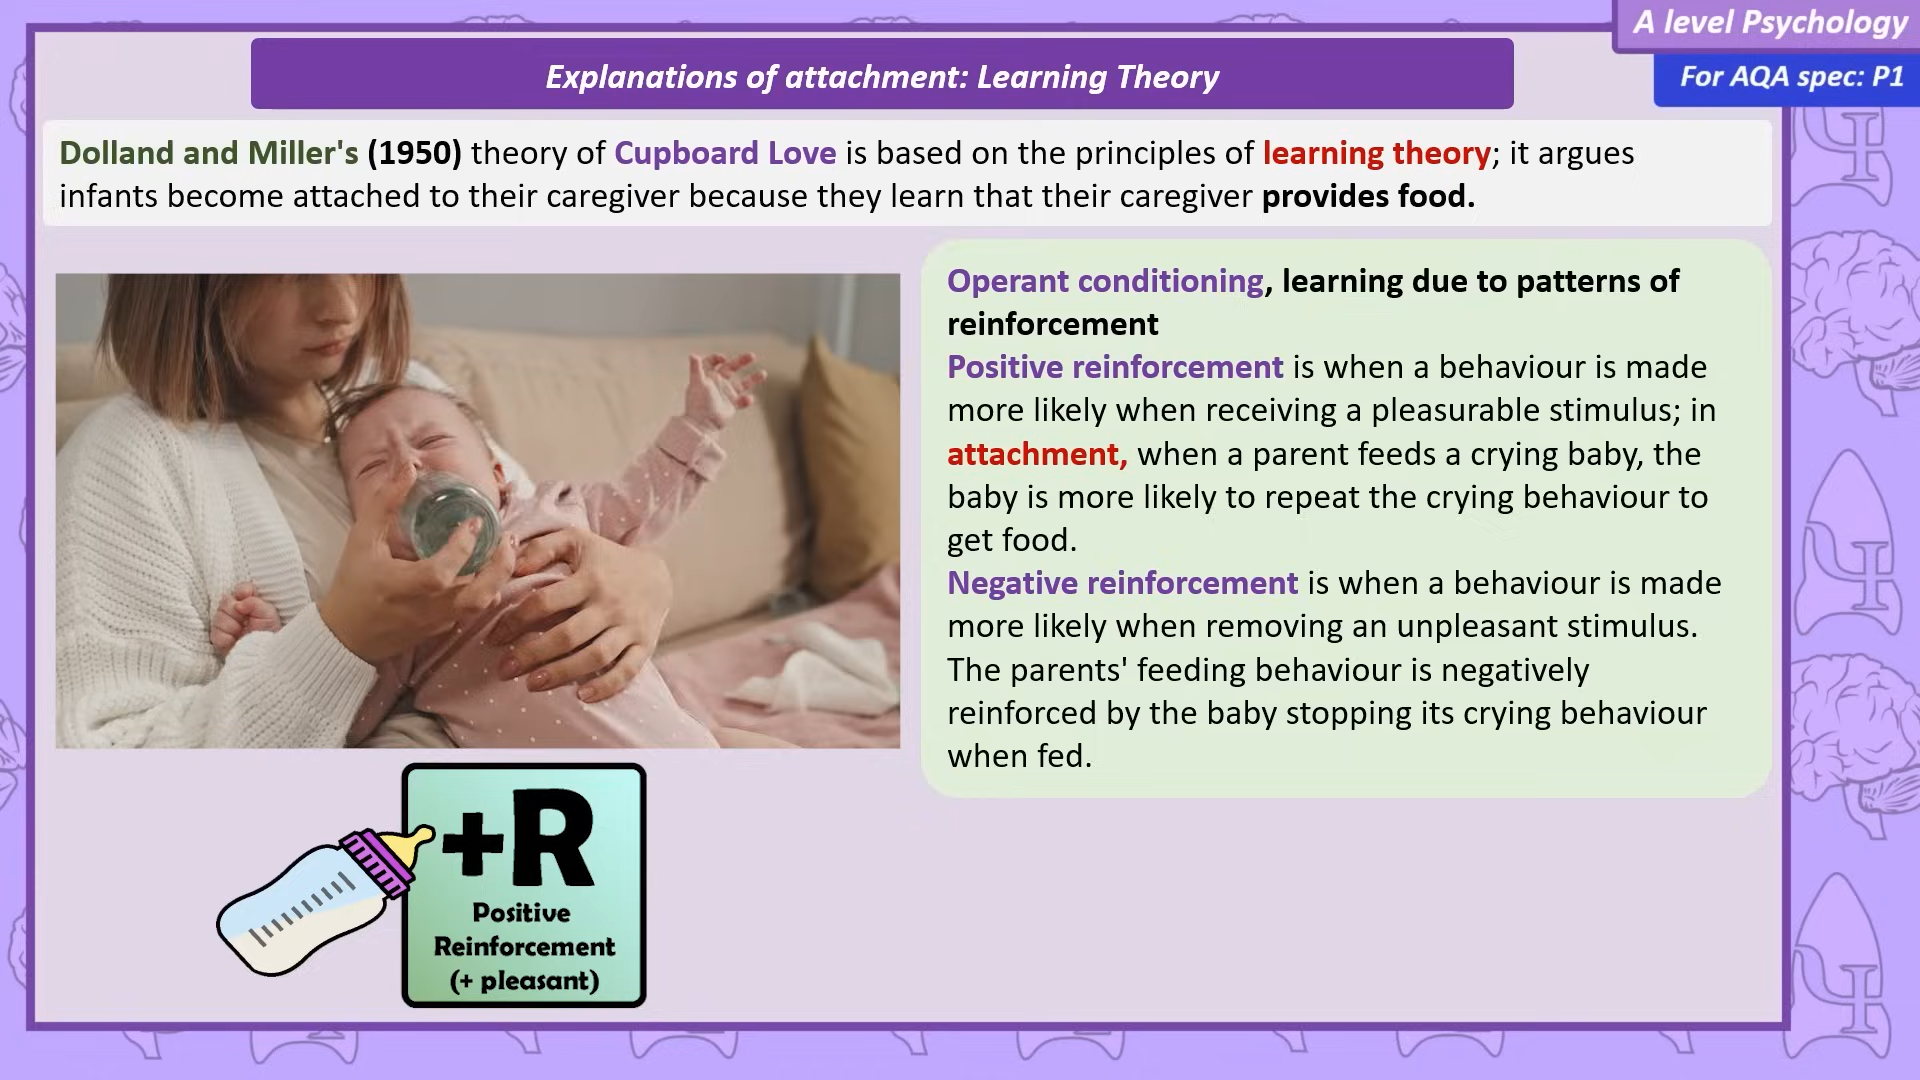 A level Psychology
For AQA spec: P1
Explanations of attachment: Learning Theory
Dolland and Miller's (1950) theory of Cupboard Love is based on the principles of learning theory; it argues
infants become attached to their caregiver because they learn that their caregiver provides food.
Operant conditioning, learning due to patterns of
reinforcement
Positive reinforcement is when a behaviour is made
more likely when receiving a pleasurable stimulus; in
attachment, when a parent feeds a crying baby, the
baby is more likely to repeat the crying behaviour to
get food.
Negative reinforcement is when a behaviour is made
more likely when removing an unpleasant stimulus.
The parents' feeding behaviour is negatively
reinforced by the baby stopping its crying behaviour
when fed.
+R
Positive
Reinforcement
(+ pleasant)